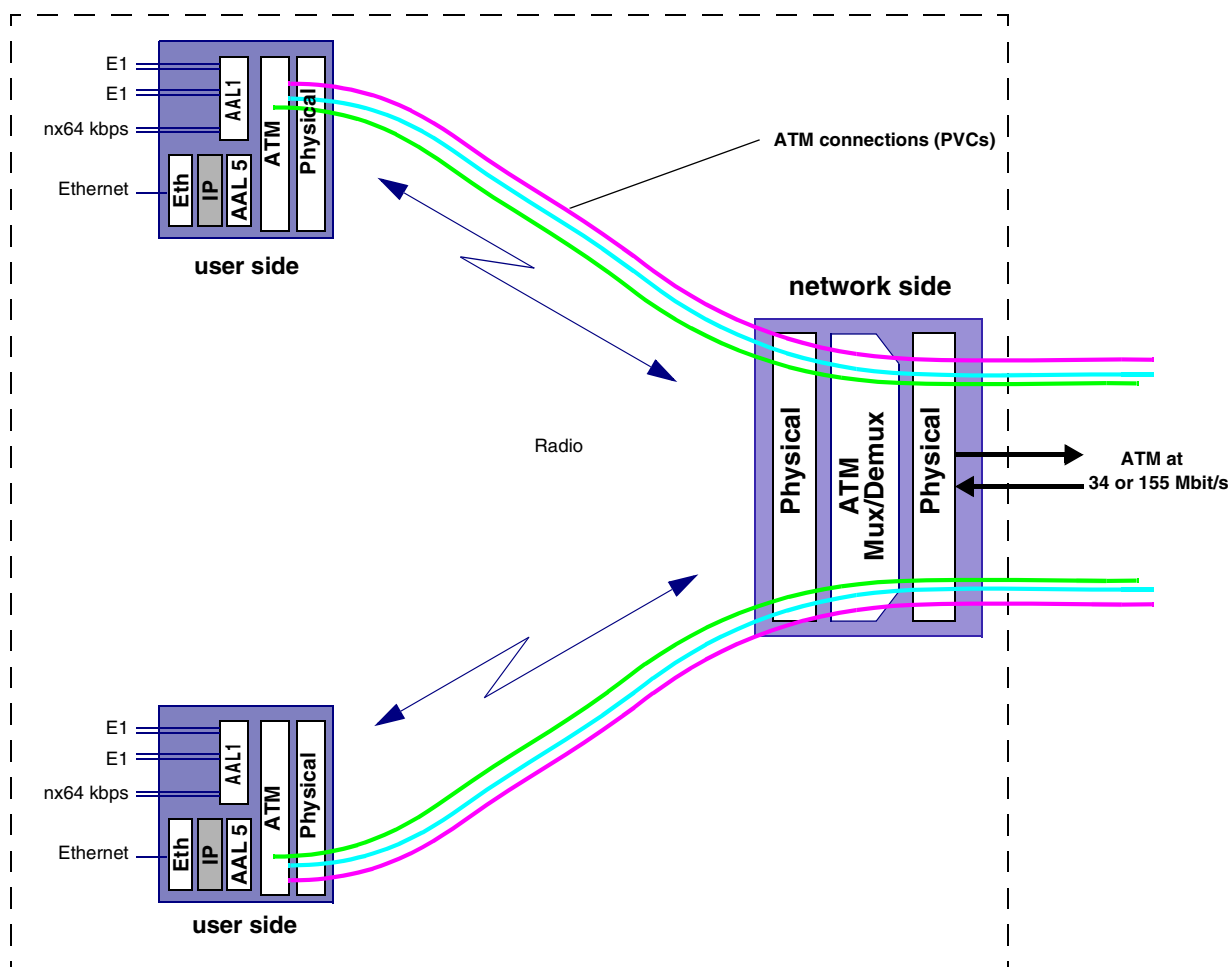 E1
E1
nx64 kbps
Ethernet
AAL1
Eth
IP
AAL 5
ATM
Physical
user side
ATM connections (PVCs)
network side
Physical
ATM
Mux/Demux
Physical
Radio
ATM at
34 or 155 Mbit/s
E1
E1
nx64 kbps
Ethernet
AAL1
Eth
IP
AAL 5
ATM
Physical
user side